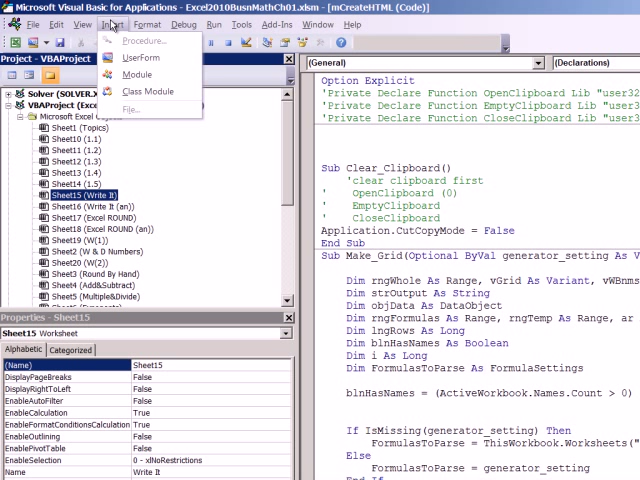 Microsoft Visual Basic for Applications - Excel2010BusnMathCh01.xlsm - [mCreateHTML (Code)]
File Edit View Insert Format Debug Run Tools Add-Ins Window Help
Procedure...
UserForm
Module
Class Module
File...
Project - VBAProject
Solver (SOLVER.X
VBAProject (Exce
Microsoft Excel Objects
Sheet1 (Topics)
Sheet10 (1.1)
Sheet11 (1.2)
Sheet12 (1.3)
Sheet13 (1.4)
Sheet14 (1.5)
Sheet15 (Write It)
Sheet16 (Write It (an))
Sheet17 (Excel ROUND)
Sheet18 (Excel ROUND (an)
Sheet19 (W(1))
Sheet2 (W & D Numbers)
Sheet20 (W(2))
Sheet3 (Round By Hand)
Sheet4 (Add&Subtract)
Sheet5 (Multiple&Divide)
Properties - Sheet15
Sheet15 Worksheet
Alphabetic Categorized
(Name) Sheet15
DisplayPageBreaks False
DisplayRightToLeft False
EnableAutoFilter False
EnableCalculation True
EnableFormatConditionsCalculation True
EnableOutlining False
EnablePivotTable False
EnableSelection 0 - xlNoRestrictions
Name Write It
(General) (Declarations)
Option Explicit
'Private Declare Function OpenClipboard Lib "user32
'Private Declare Function EmptyClipboard Lib "user3
'Private Declare Function CloseClipboard Lib "user3
Sub Clear_Clipboard()
'clear clipboard first
' OpenClipboard (0)
' EmptyClipboard
' CloseClipboard
Application.CutCopyMode = False
End Sub
Sub Make_Grid(Optional ByVal generator_setting As V
Dim rngWhole As Range, vGrid As Variant, vWBnms
Dim strOutput As String
Dim objData As DataObject
Dim rngFormulas As Range, rngTemp As Range, ar
Dim lngRows As Long
Dim blnHasNames As Boolean
Dim i As Long
Dim FormulasToParse As FormulaSettings
blnHasNames = (ActiveWorkbook.Names.Count > 0)
If IsMissing(generator_setting) Then
FormulasToParse = ThisWorkbook.Worksheets("
Else
FormulasToParse = generator_setting
End If